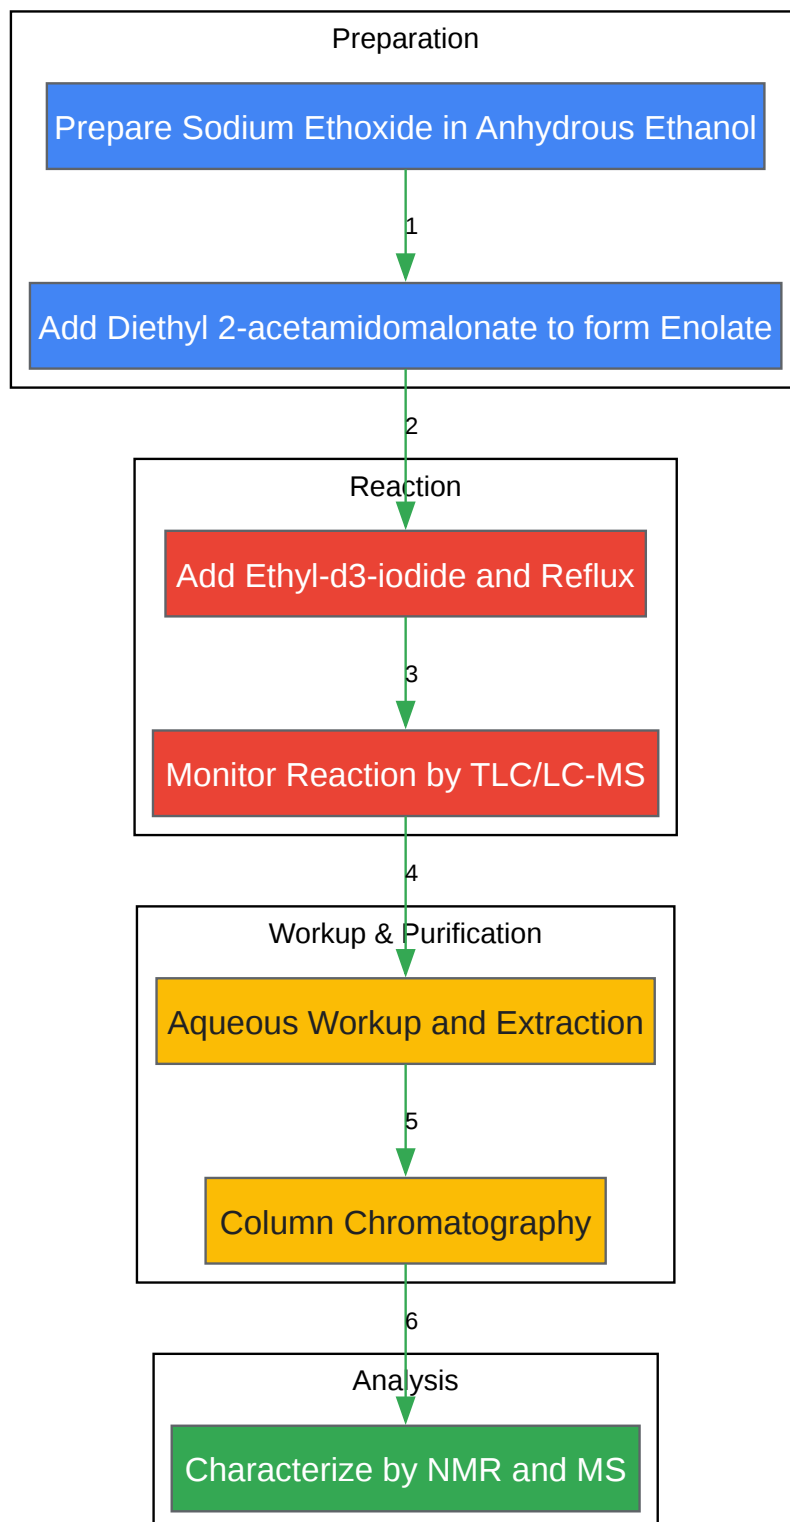 Preparation
Prepare Sodium Ethoxide in Anhydrous Ethanol
1
Add Diethyl 2-acetamidomalonate to form Enolate
2
Reaction
Add Ethyl-d3-iodide and Reflux
3
Monitor Reaction by TLC/LC-MS
4
Workup & Purification
Aqueous Workup and Extraction
5
Column Chromatography
6
Analysis
Characterize by NMR and MS